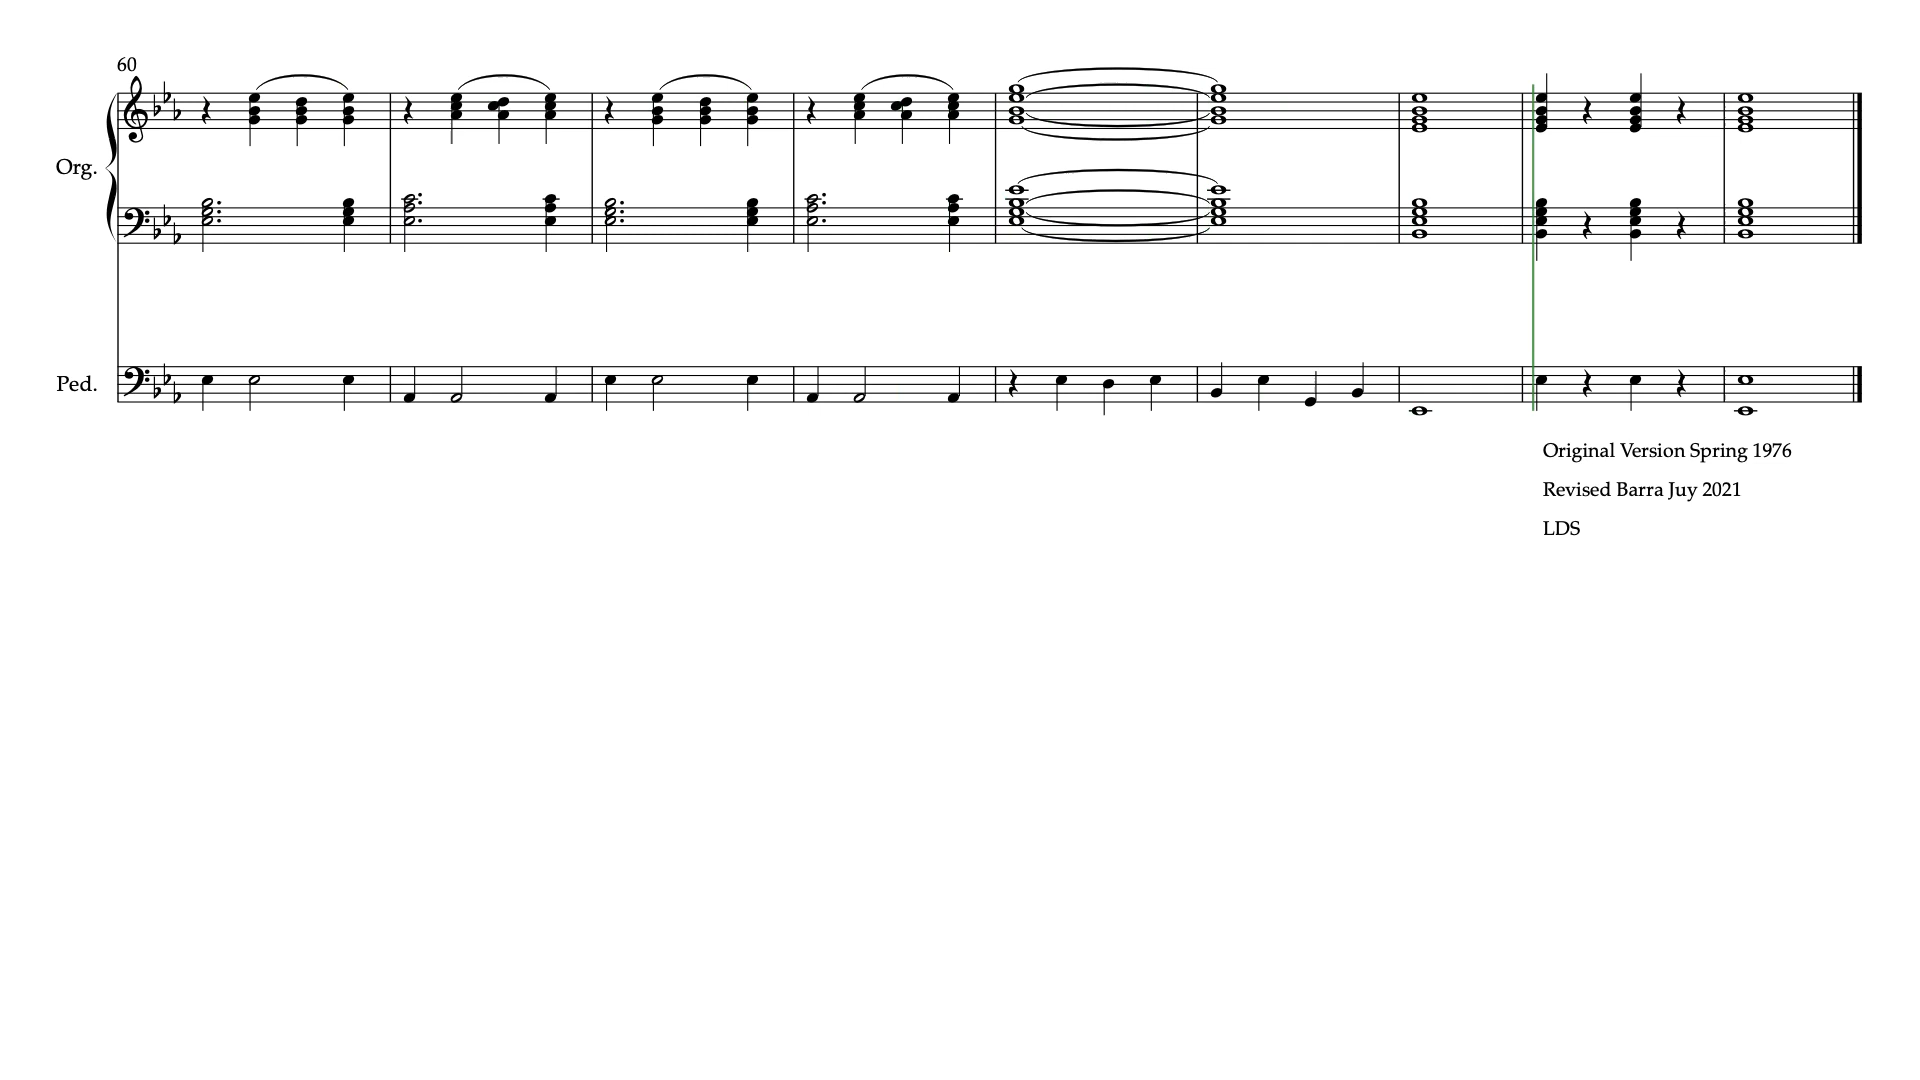 60
Org.
Ped.
Original Version Spring 1976
Revised Barra Juy 2021
LDS